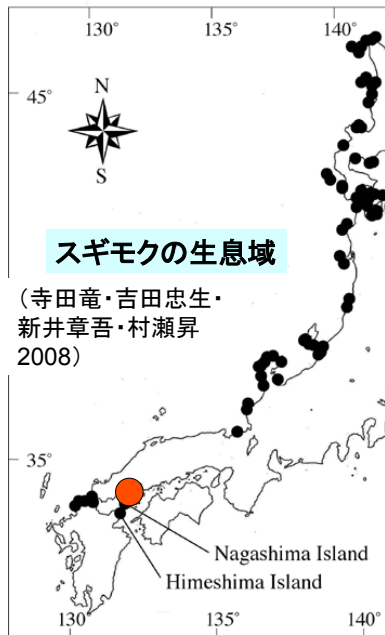 130°
135°
140°
45°
N
S
スギモクの生息域
（寺田竜・吉田忠生・
新井章吾・村瀬昇
2008）
35°
Nagashima Island
Himeshima Island
130°
135°
140°